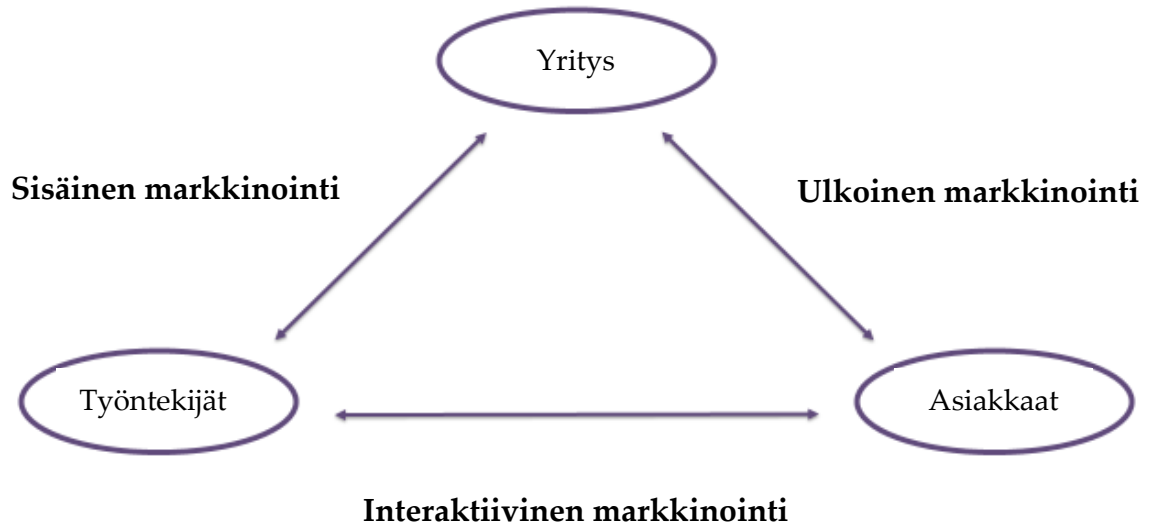 Yritys
Sisäinen markkinointi
Ulkoinen markkinointi
Työntekijät
Asiakkaat
Interaktiivinen markkinointi